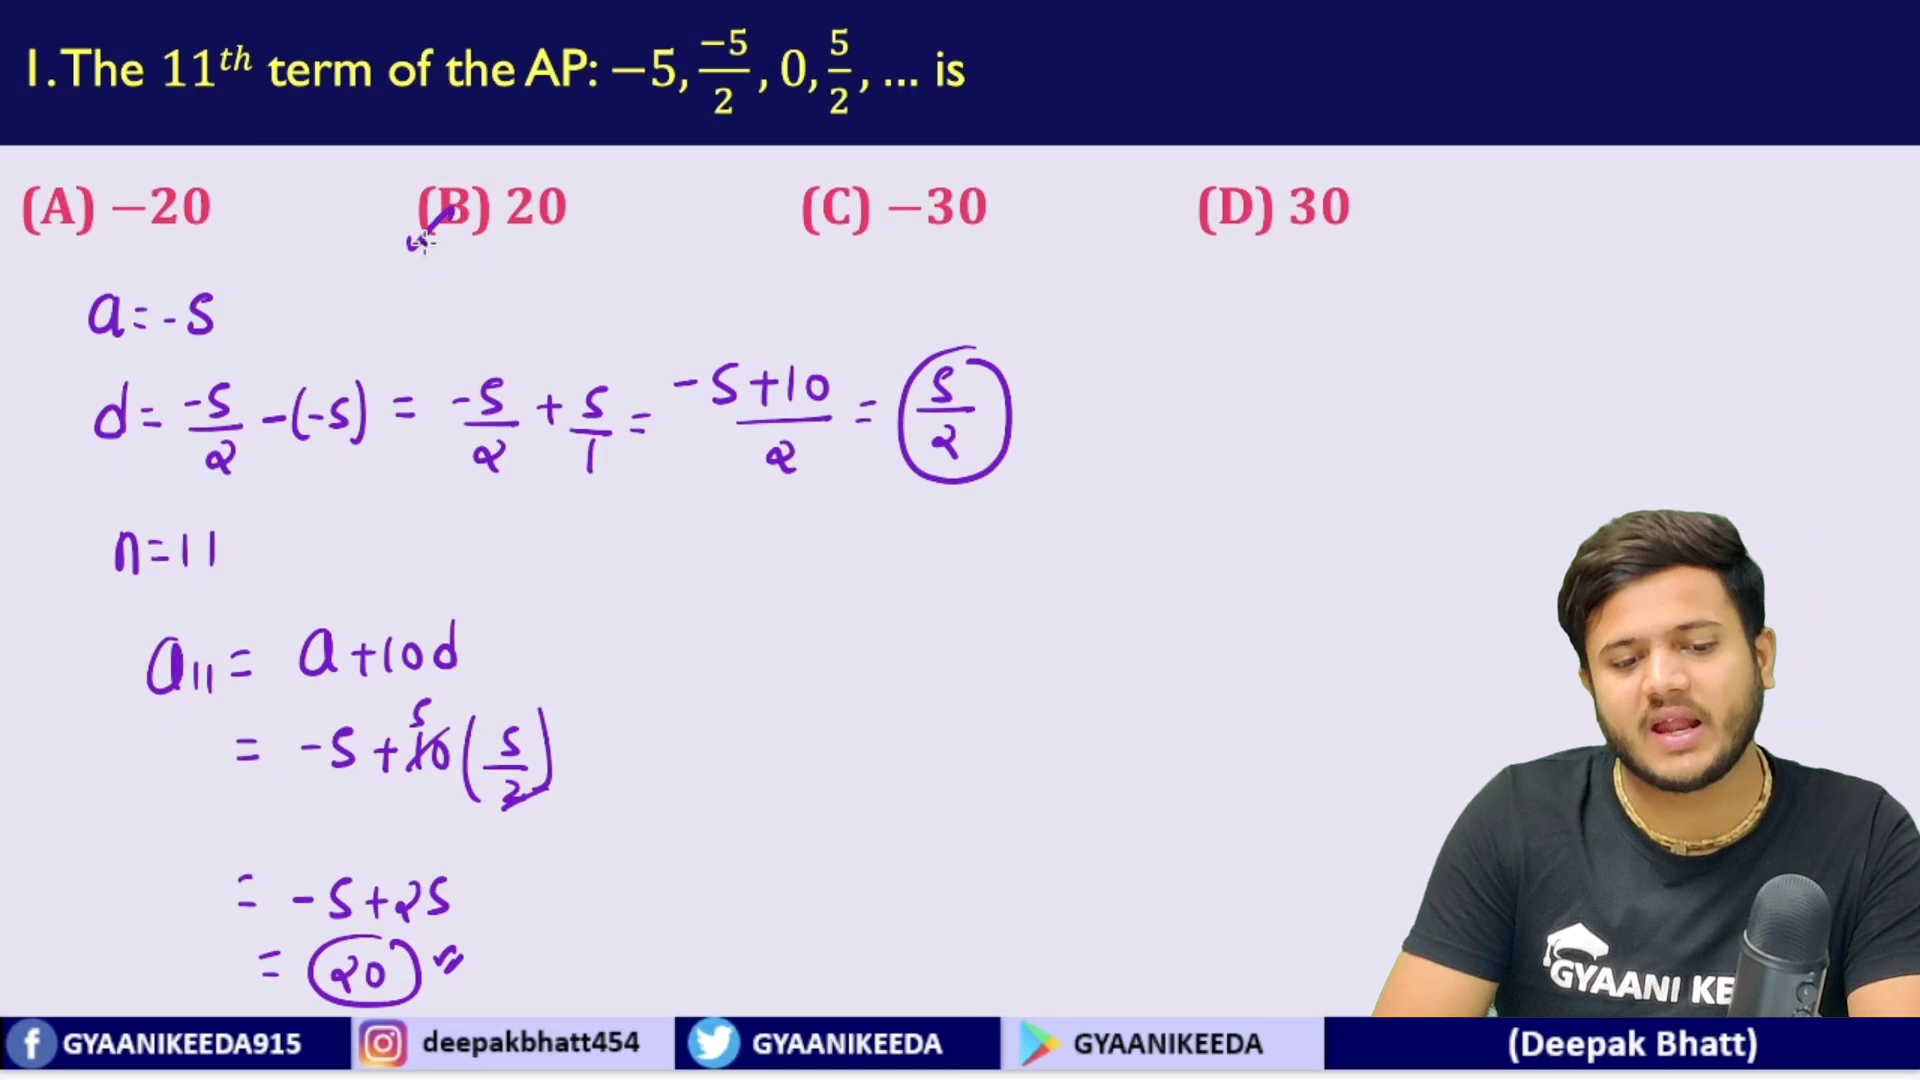 1. The 11th term of the AP: −5, −5/2, 0, 5/2, ... is
(A) −20 (B) 20 (C) −30 (D) 30
a = -5
d = -5/2 - (-5) = -5/2 + 5/1 = -5+10/2 = 5/2
n = 11
a11 = a + 10d
= -5 + 10 5 (5/2)
= -5 + 25
= 20
GYAANI KE
GYAANIKEEDA915 deepakbhatt454 GYAANIKEEDA GYAANIKEEDA (Deepak Bhatt)